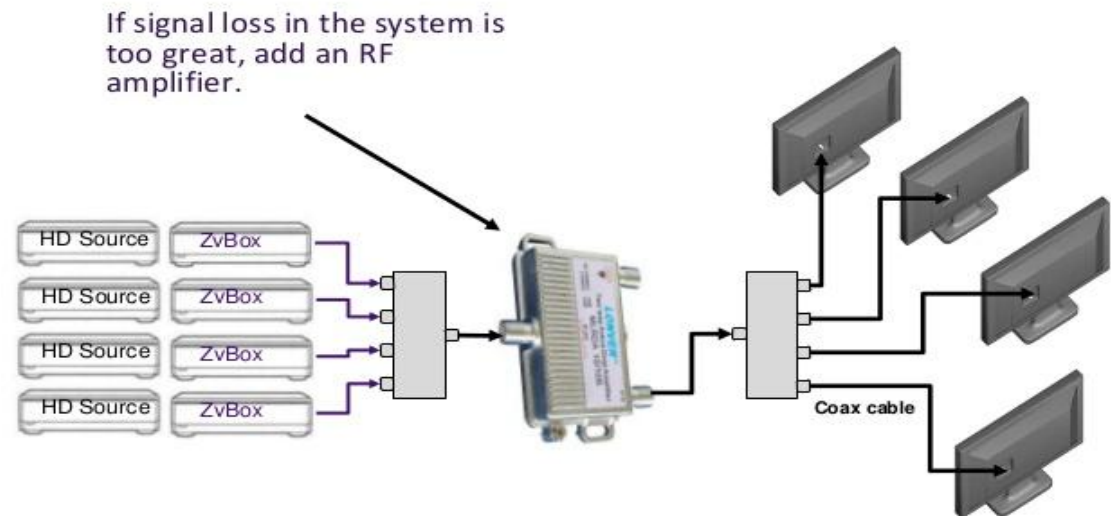 If signal loss in the system is
too great, add an RF
amplifier.
HD Source ZvBox
HD Source ZvBox
HD Source ZvBox
HD Source ZvBox
Coax cable